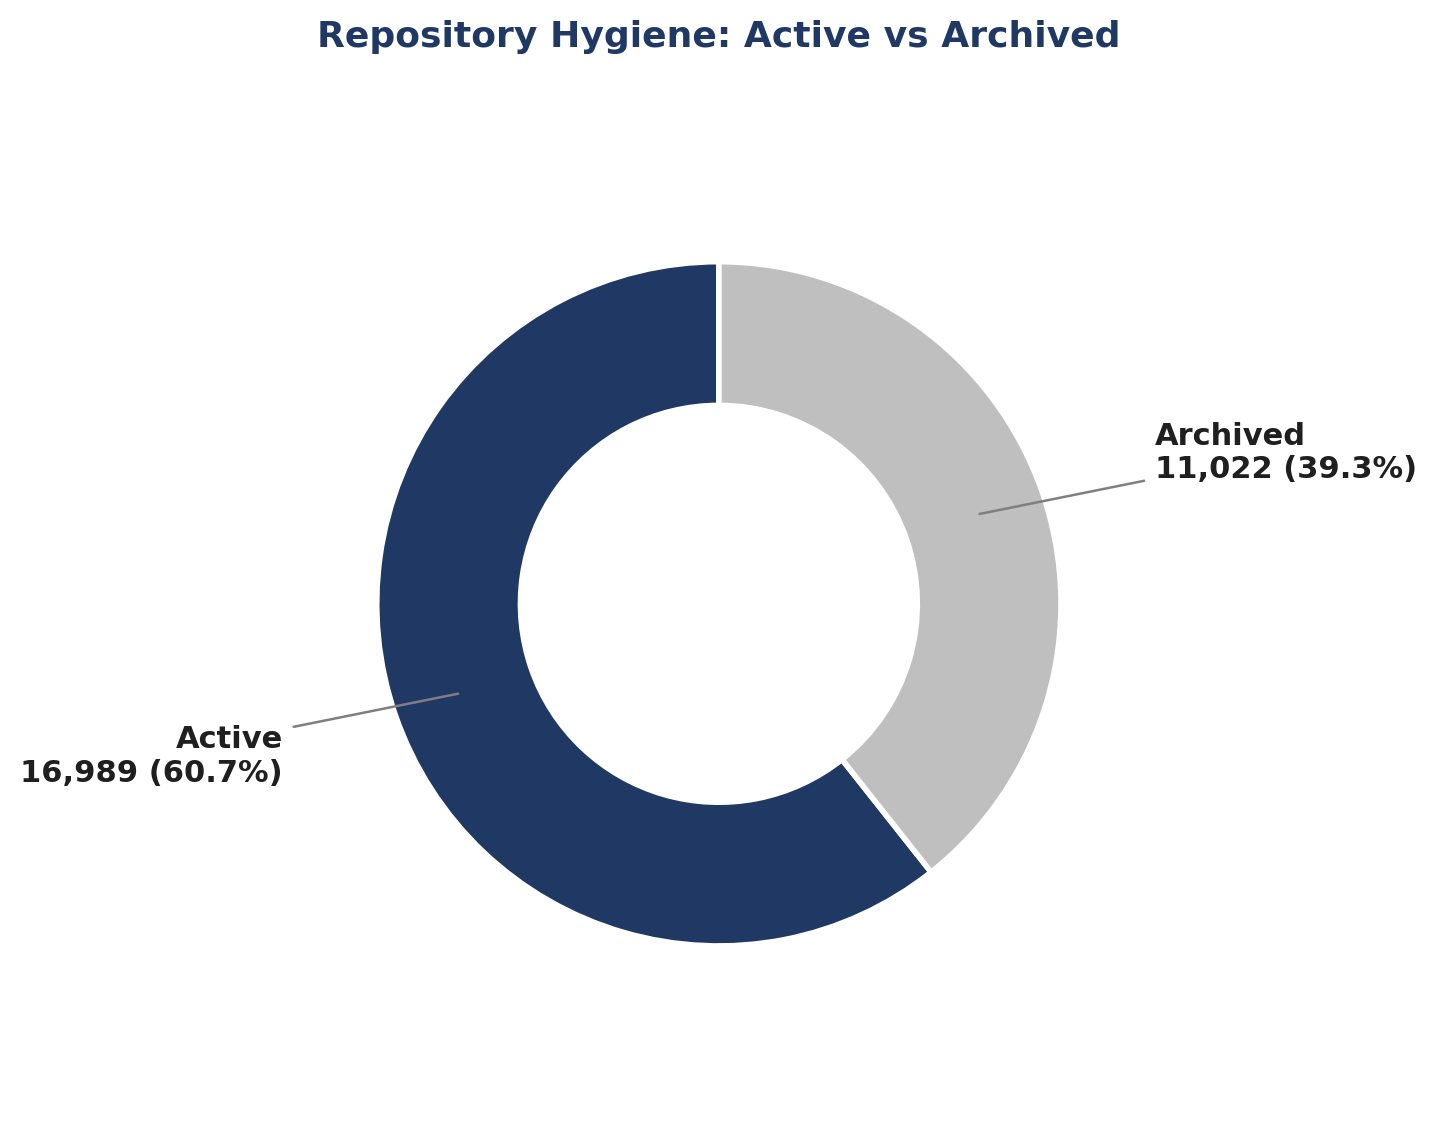 Repository Hygiene: Active vs Archived
Archived
11,022 (39.3%)
Active
16,989 (60.7%)